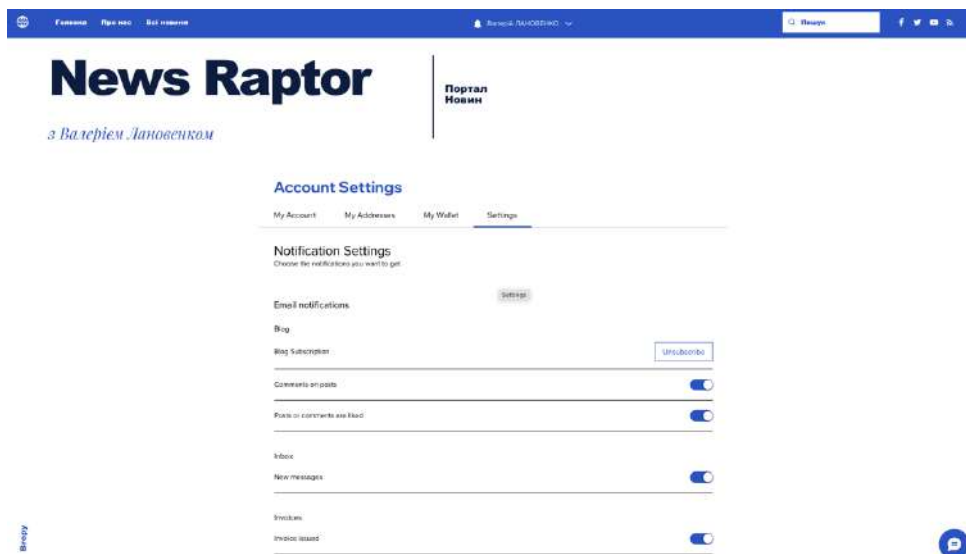 Головна Про нас Всі новини
Валерій ЛАНОВЕНКО
Пошук
News Raptor
Портал
Новин
з Валерієм Лановенком
Account Settings
My Account My Addresses My Wallet Settings
Notification Settings
Choose the notifications you want to get
Settings
Email notifications
Blog
Blog Subscription
Unsubscribe
Comments on posts
Posts or comments are liked
Inbox
New messages
Invoices
Invoice issued
Вгору